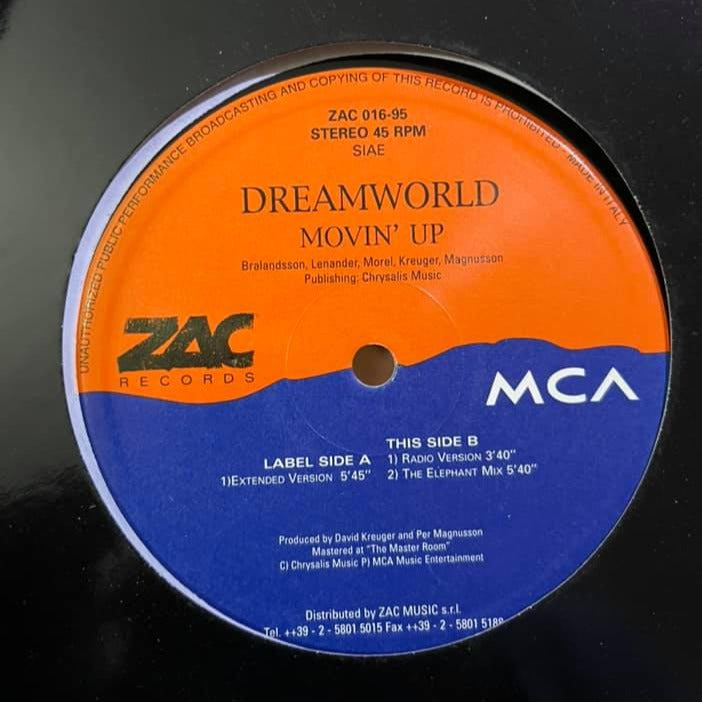 UNAUTHORIZED PUBLIC PERFORMANCE BROADCASTING AND COPYING OF THIS RECORD IS PROHIBITED - MADE IN ITALY
ZAC 016-95
STEREO 45 RPM
SIAE
DREAMWORLD
MOVIN' UP
Bralandsson, Lenander, Morel, Kreuger, Magnusson
Publishing: Chrysalis Music
ZAC
RECORDS
MCA
LABEL SIDE A
1)EXTENDED VERSION 5'45"
THIS SIDE B
1) RADIO VERSION 3'40"
2) THE ELEPHANT MIX 5'40"
Produced by David Kreuger and Per Magnusson
Mastered at "The Master Room"
C) Chrysalis Music P) MCA Music Entertainment
Distributed by ZAC MUSIC s.r.l.
Tel. ++39 - 2 - 5801 5015 Fax ++39 - 2 - 5801 5188